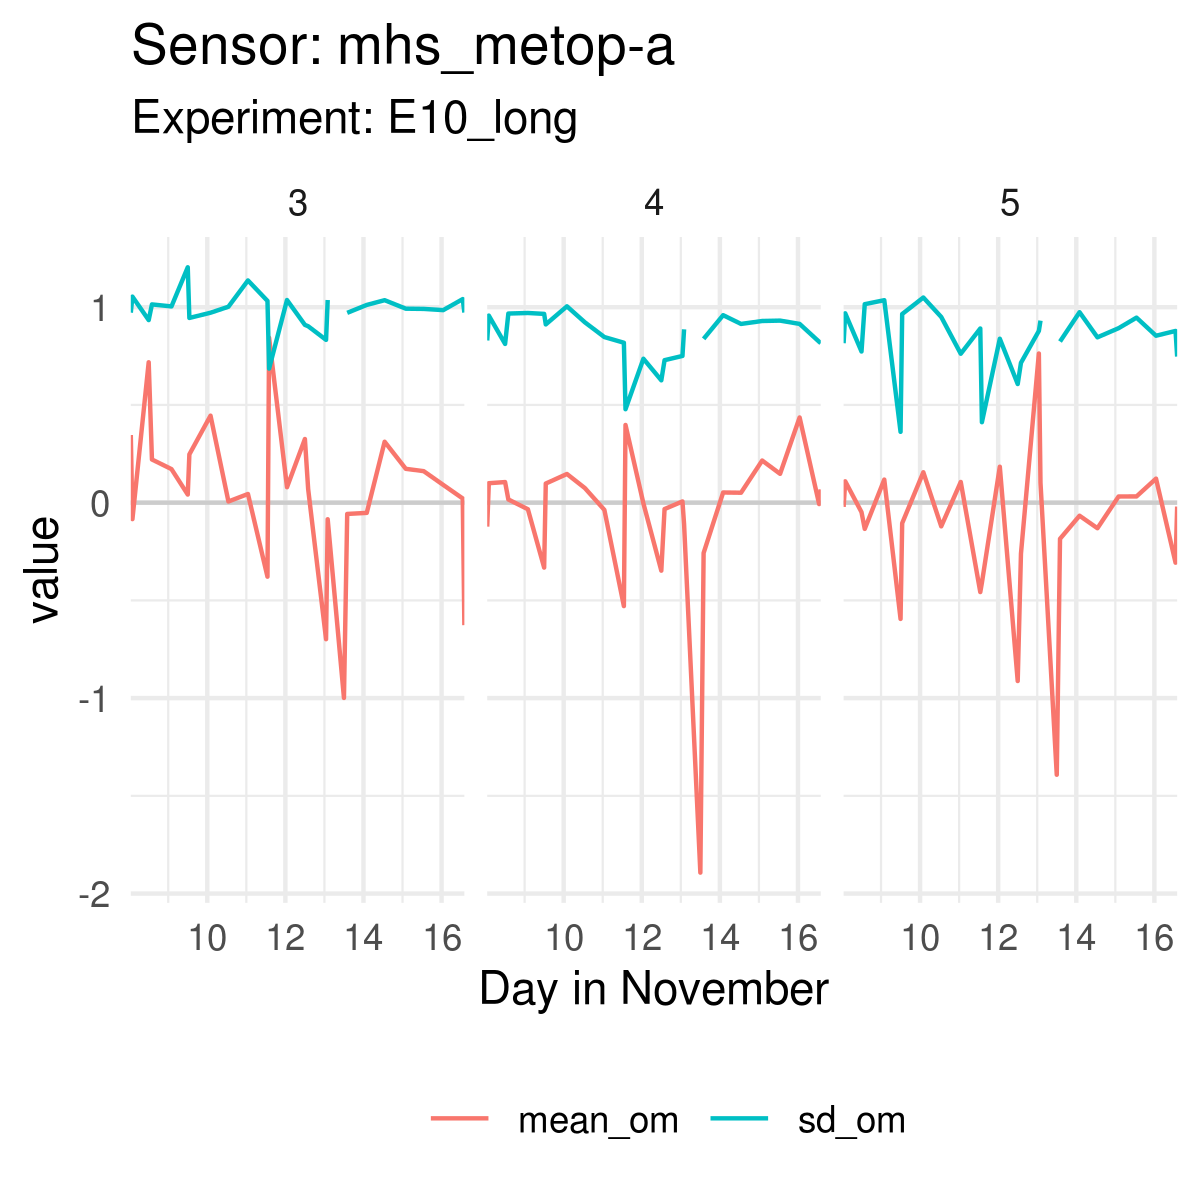 Sensor: mhs_metop-a
Experiment: E10_long
3 4 5
1
0
-1
-2
value
10 12 14 16 10 12 14 16 10 12 14 16
Day in November
mean_om sd_om